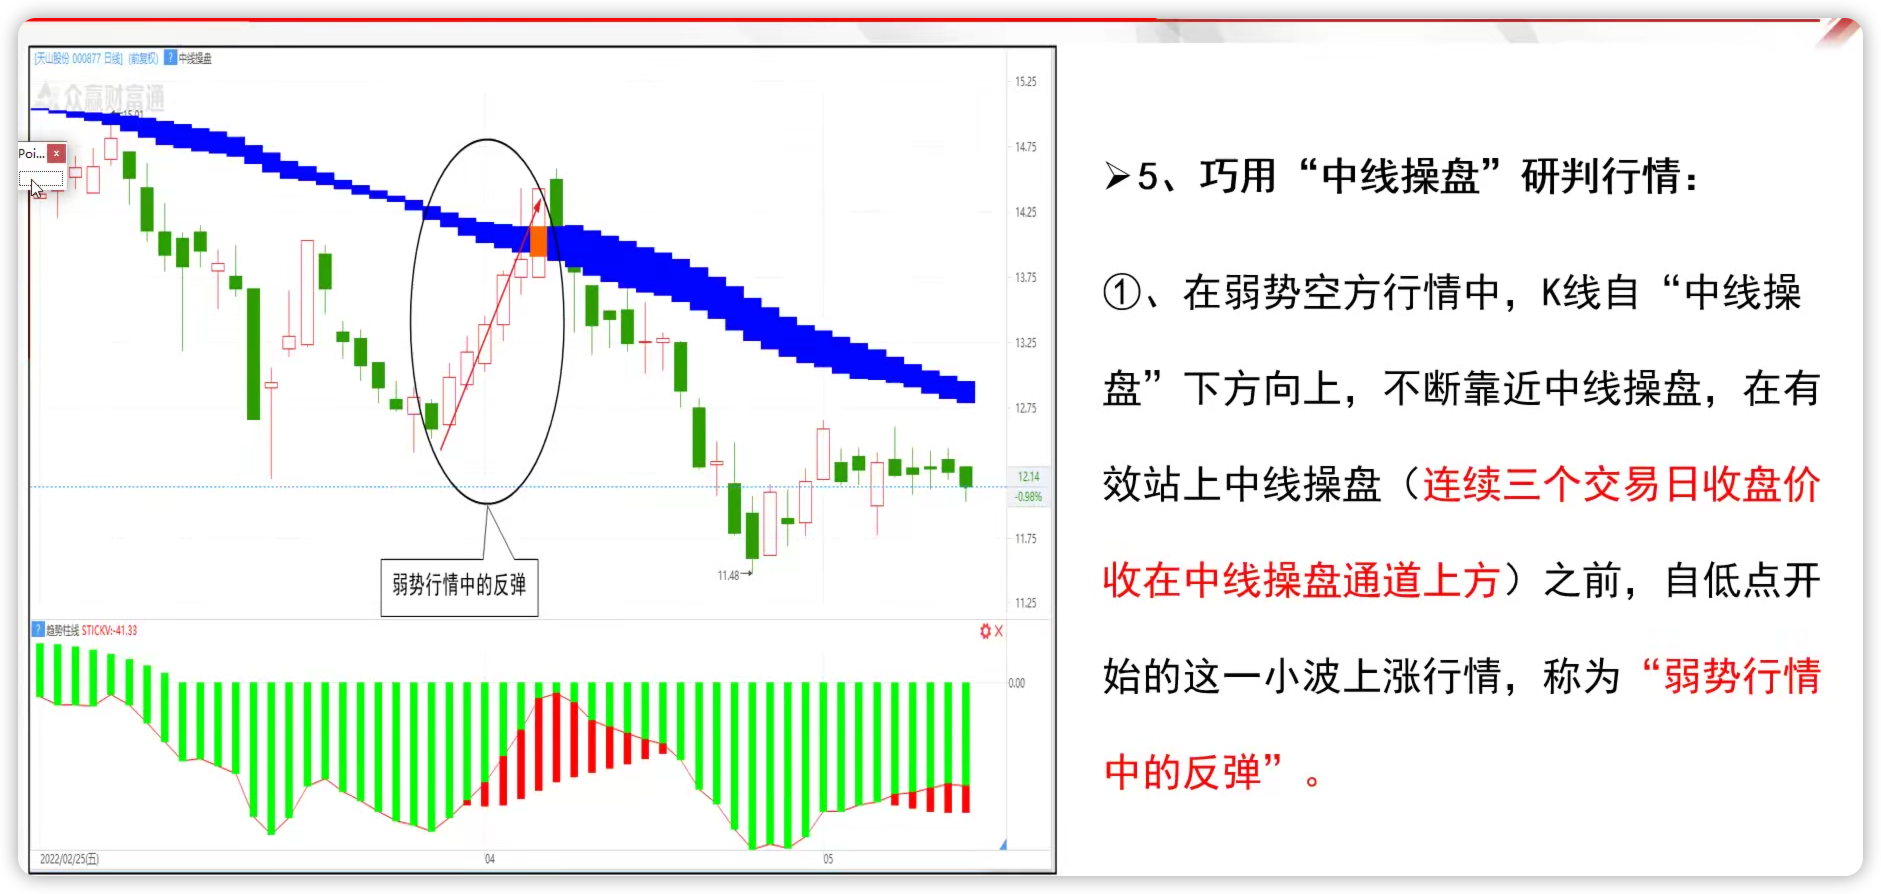 [天山股份 000877 日线] (前复权) ? 中线操盘
众赢财富通
15.01
Poi... x
15.25
14.75
14.25
13.75
13.25
12.75
12.14
-0.98%
11.75
11.25
11.48
弱势行情中的反弹
? 趋势柱线 STICKV:-41.33
0.00
2022/02/25(五)
04
05
➢5、巧用“中线操盘”研判行情：
①、在弱势空方行情中，K线自“中线操
盘”下方向上，不断靠近中线操盘，在有
效站上中线操盘（连续三个交易日收盘价
收在中线操盘通道上方）之前，自低点开
始的这一小波上涨行情，称为“弱势行情
中的反弹”。